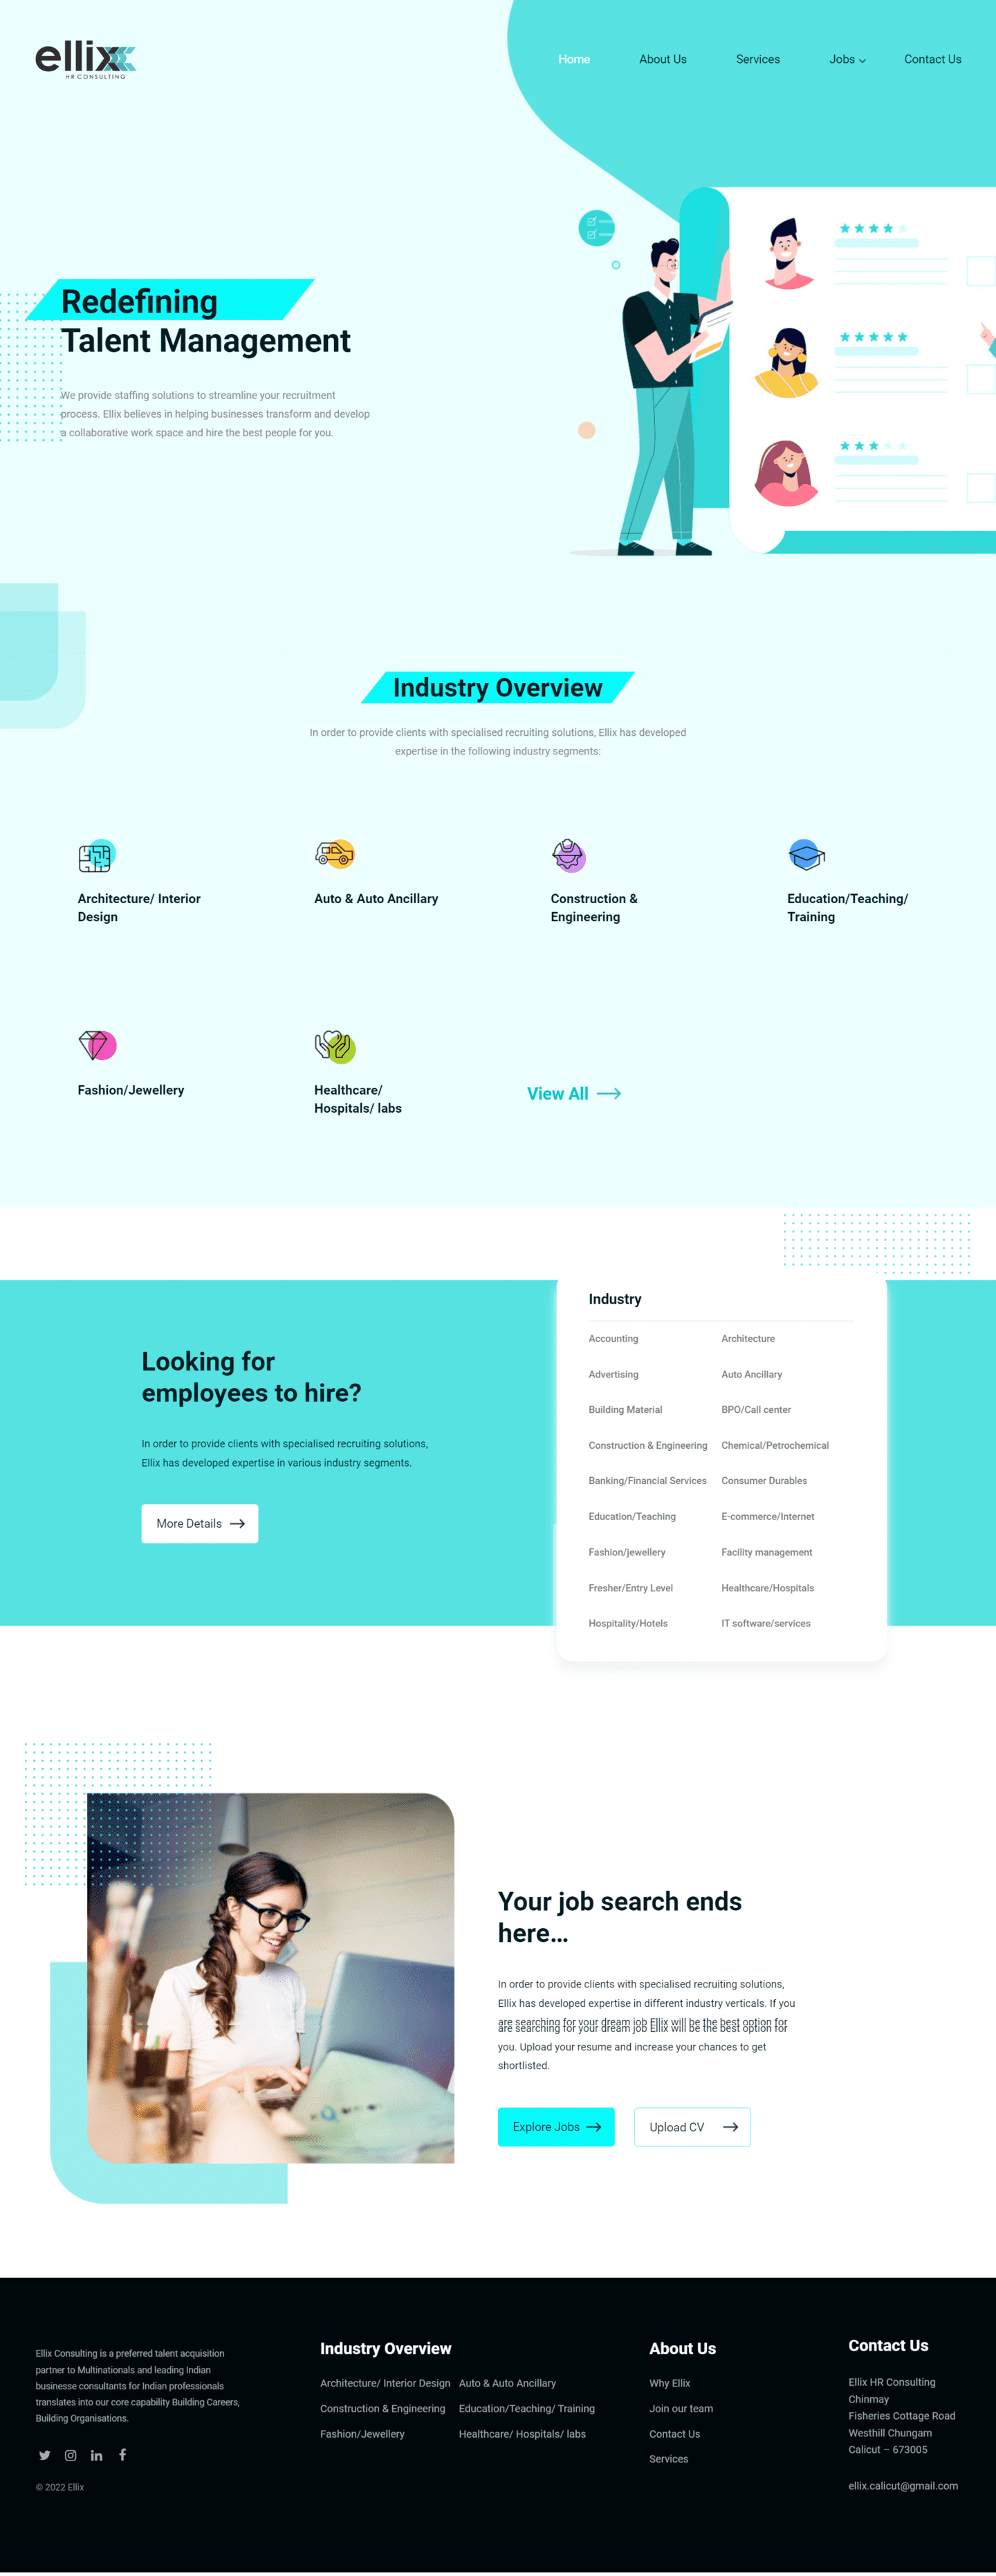 ellix
HR CONSULTING
Home
About Us
Services
Jobs
Contact Us
Redefining
Talent Management
We provide staffing solutions to streamline your recruitment
process. Ellix believes in helping businesses transform and develop
a collaborative work space and hire the best people for you.
Industry Overview
In order to provide clients with specialised recruiting solutions, Ellix has developed
expertise in the following industry segments:
Architecture/ Interior
Design
Auto & Auto Ancillary
Construction &
Engineering
Education/Teaching/
Training
Fashion/Jewellery
Healthcare/
Hospitals/ labs
View All
Looking for
employees to hire?
In order to provide clients with specialised recruiting solutions,
Ellix has developed expertise in various industry segments.
More Details
Industry
Accounting
Architecture
Advertising
Auto Ancillary
Building Material
BPO/Call center
Construction & Engineering
Chemical/Petrochemical
Banking/Financial Services
Consumer Durables
Education/Teaching
E-commerce/Internet
Fashion/jewellery
Facility management
Fresher/Entry Level
Healthcare/Hospitals
Hospitality/Hotels
IT software/services
Your job search ends
here...
In order to provide clients with specialised recruiting solutions,
Ellix has developed expertise in different industry verticals. If you
are searching for your dream job Ellix will be the best option for
are searching for your dream job Ellix will be the best option for
you. Upload your resume and increase your chances to get
shortlisted.
Explore Jobs
Upload CV
Ellix Consulting is a preferred talent acquisition
partner to Multinationals and leading Indian
businesse consultants for Indian professionals
translates into our core capability Building Careers,
Building Organisations.
© 2022 Ellix
Industry Overview
Architecture/ Interior Design
Auto & Auto Ancillary
Construction & Engineering
Education/Teaching/ Training
Fashion/Jewellery
Healthcare/ Hospitals/ labs
About Us
Why Ellix
Join our team
Contact Us
Services
Contact Us
Ellix HR Consulting
Chinmay
Fisheries Cottage Road
Westhill Chungam
Calicut – 673005
ellix.calicut@gmail.com